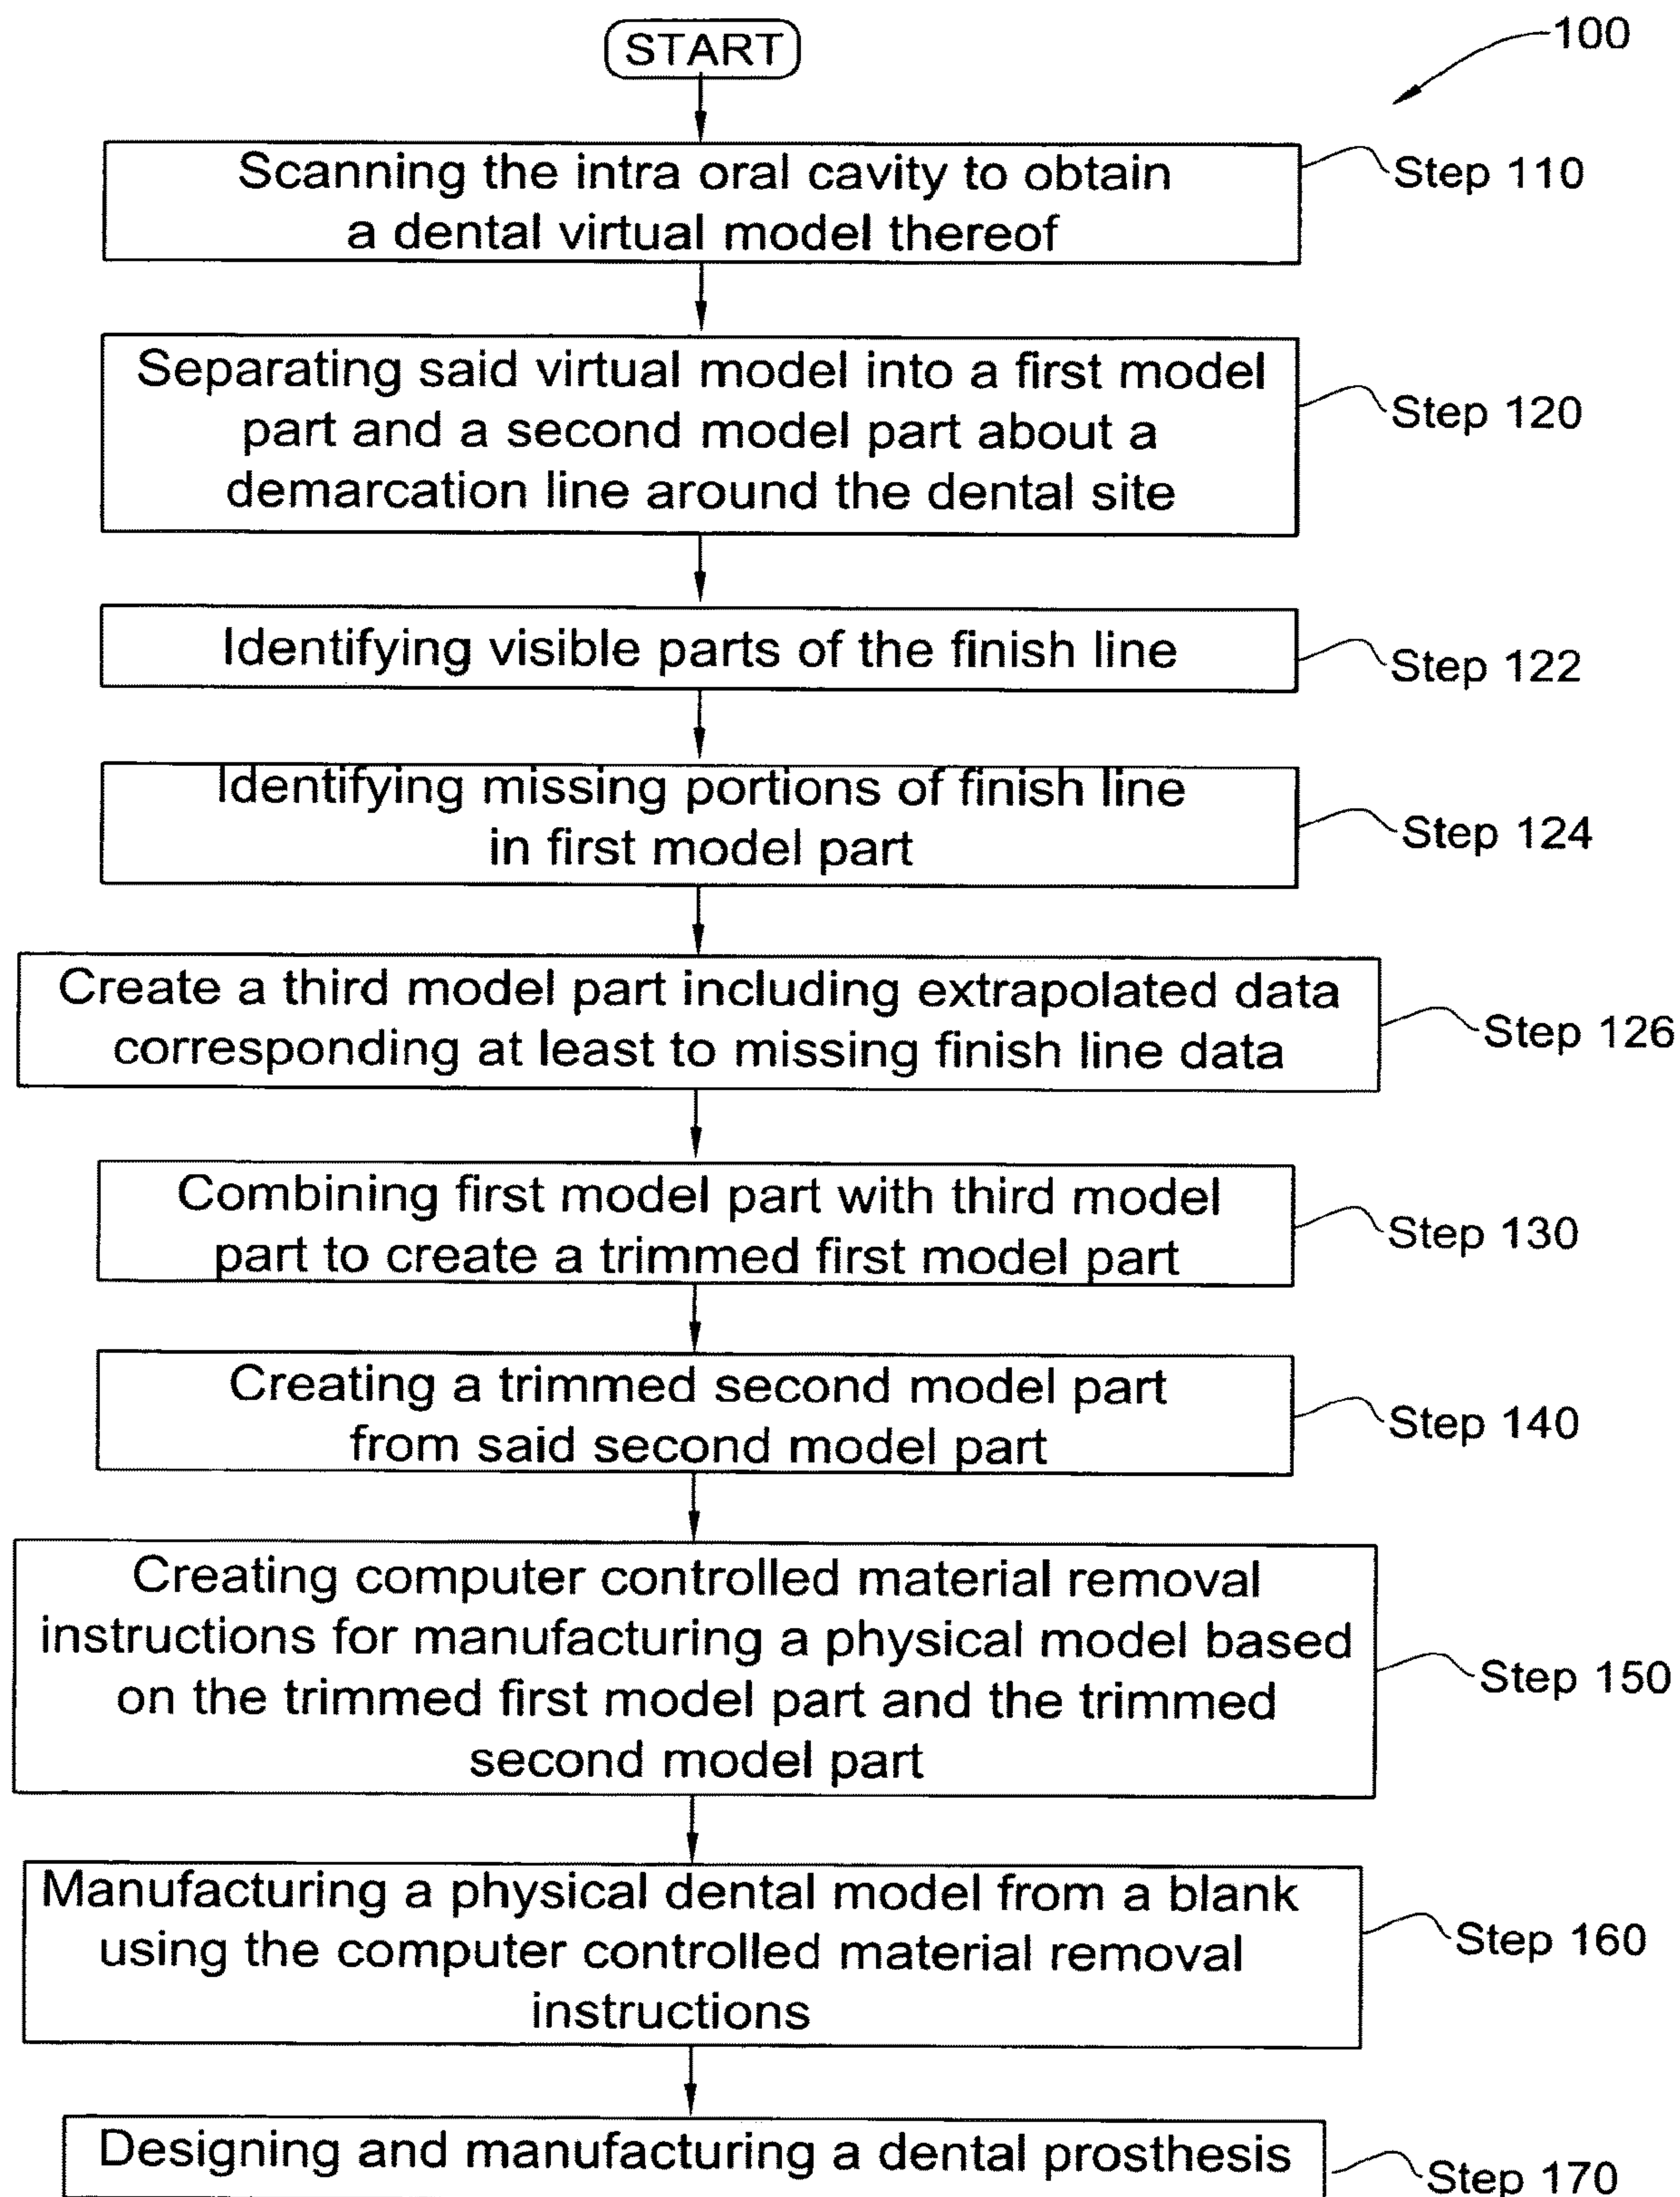 START
100
Scanning the intra oral cavity to obtain
a dental virtual model thereof
Step 110
Separating said virtual model into a first model
part and a second model part about a
demarcation line around the dental site
Step 120
Identifying visible parts of the finish line
Step 122
Identifying missing portions of finish line
in first model part
Step 124
Create a third model part including extrapolated data
corresponding at least to missing finish line data
Step 126
Combining first model part with third model
part to create a trimmed first model part
Step 130
Creating a trimmed second model part
from said second model part
Step 140
Creating computer controlled material removal
instructions for manufacturing a physical model based
on the trimmed first model part and the trimmed
second model part
Step 150
Manufacturing a physical dental model from a blank
using the computer controlled material removal
instructions
Step 160
Designing and manufacturing a dental prosthesis
Step 170